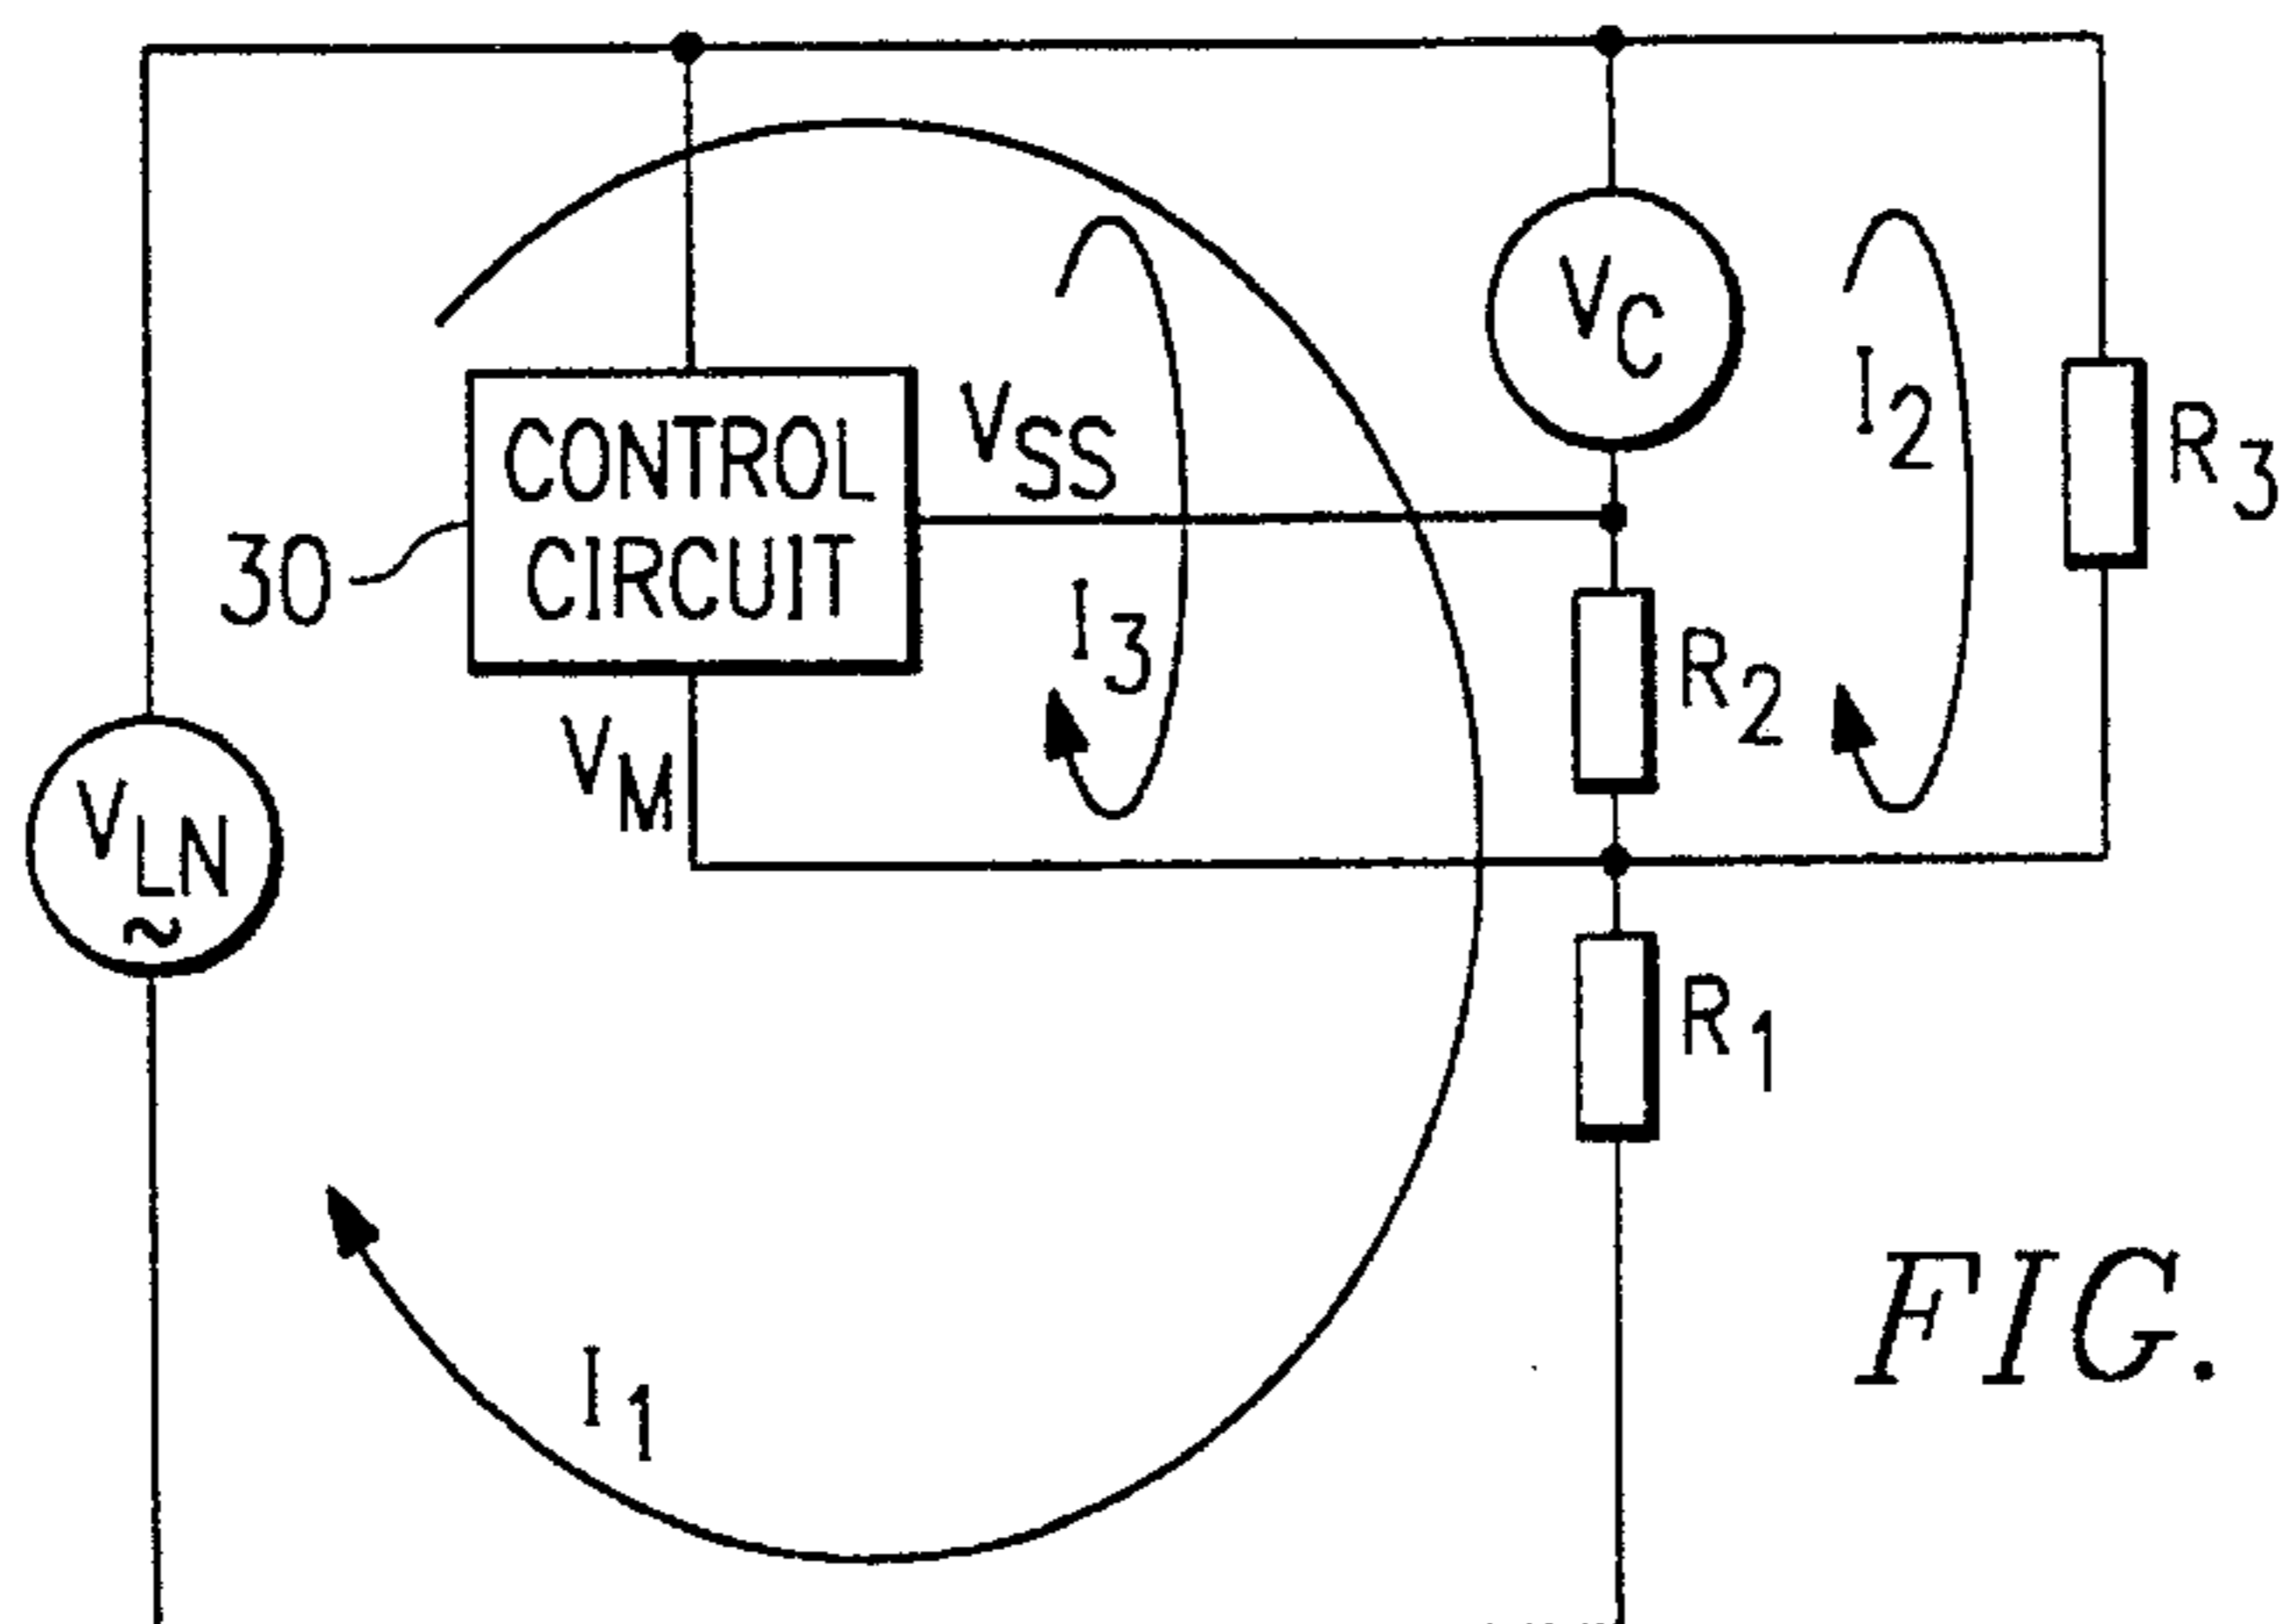 VC
I2
R3
CONTROL
CIRCUIT
VSS
30
I3
R2
VM
VLN
~
R1
I1
FIG.